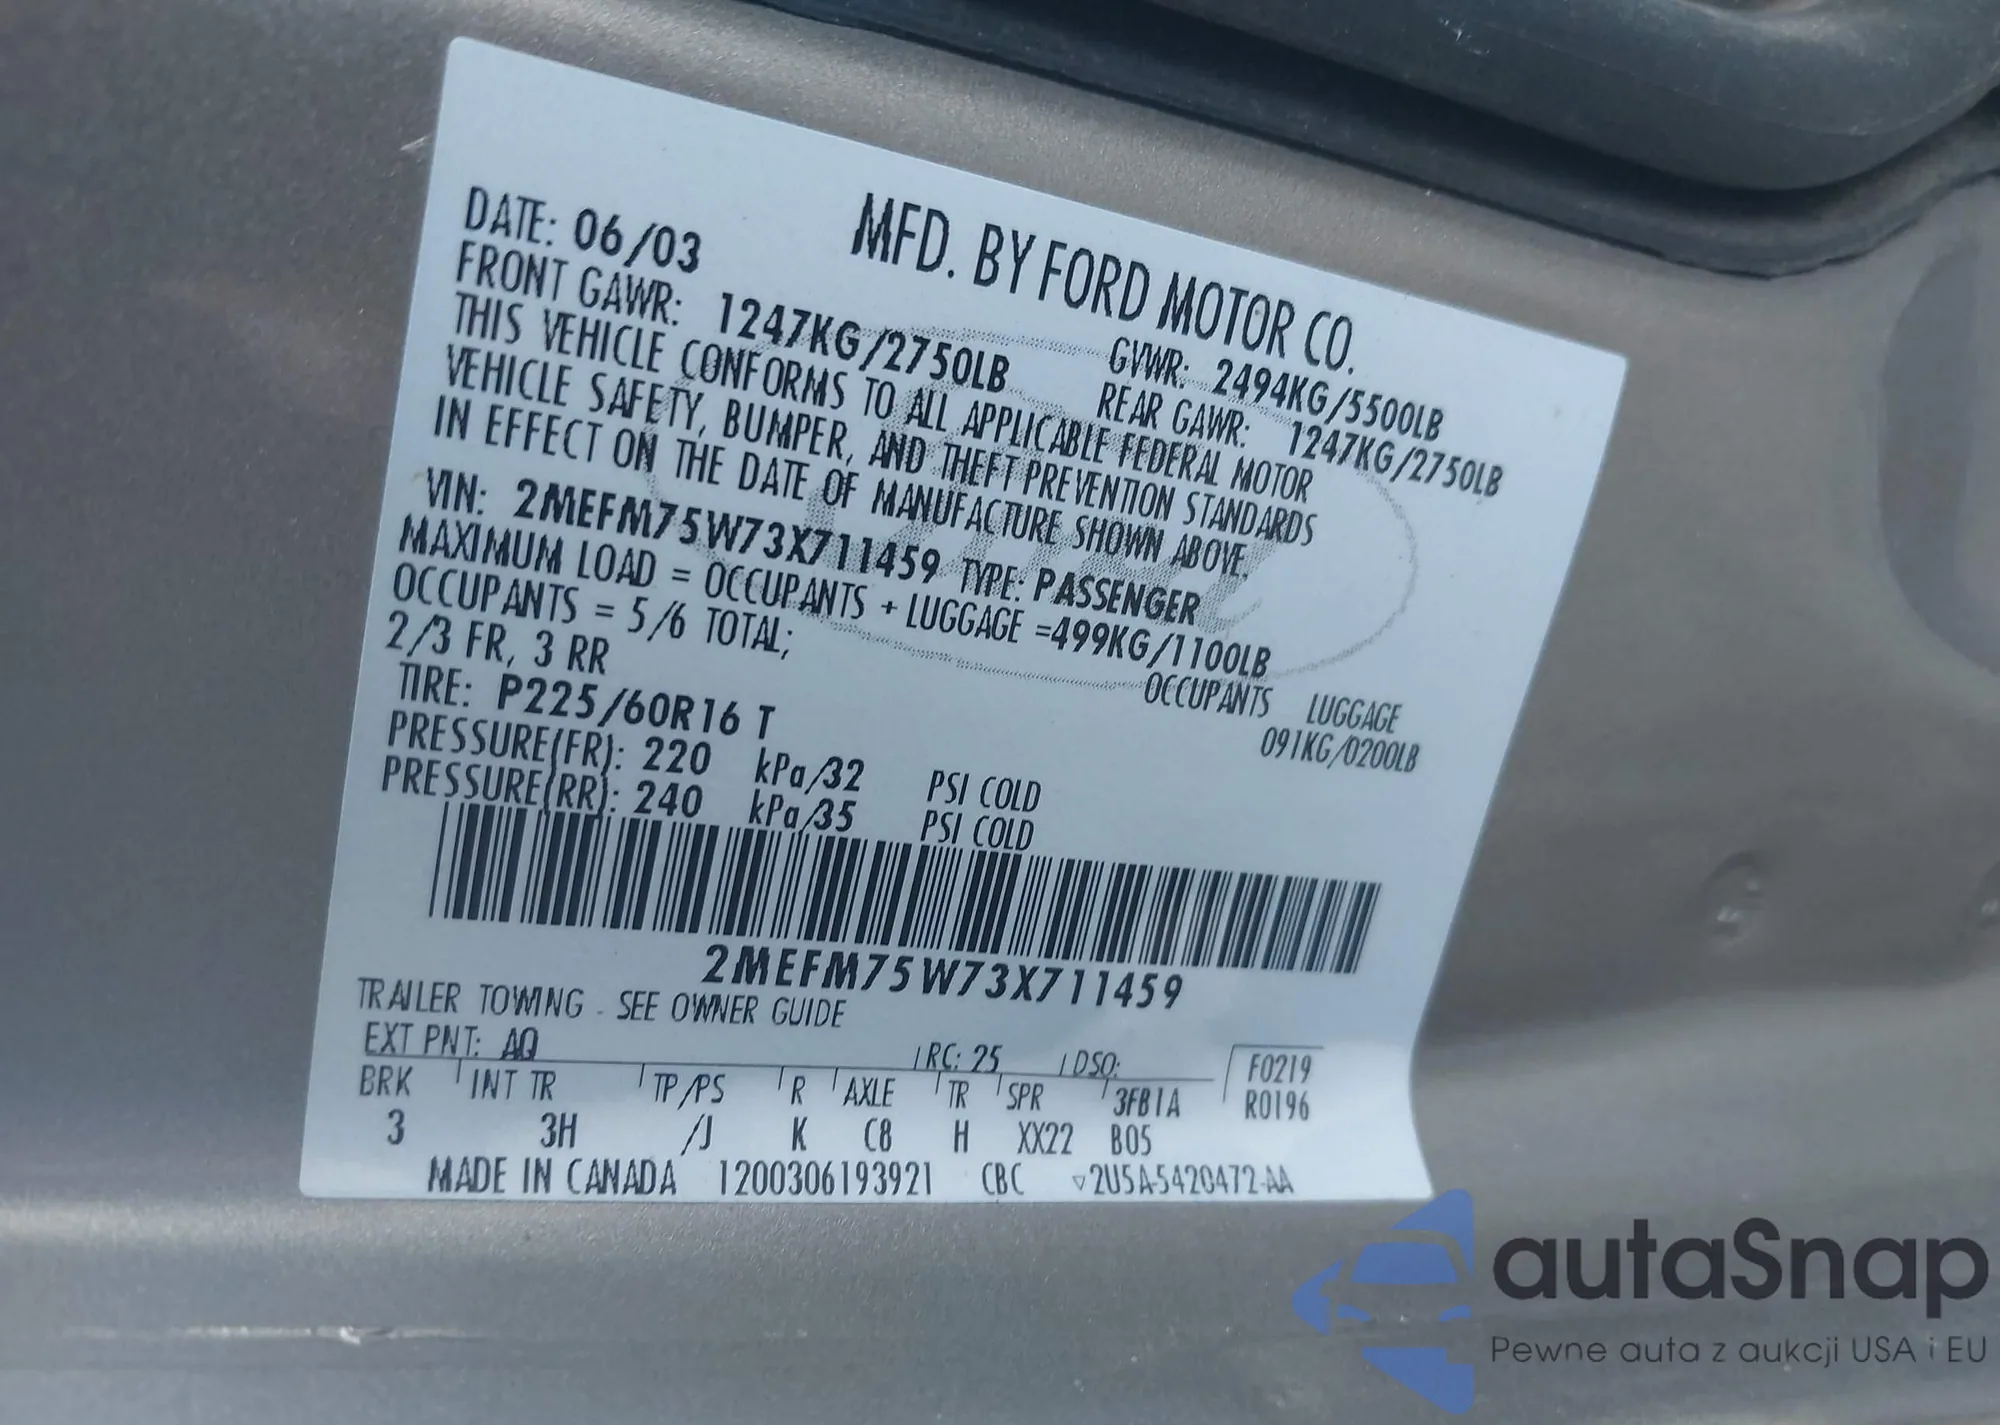 MFD. BY FORD MOTOR CO.
DATE: 06/03 GVWR: 2494KG/5500LB
FRONT GAWR: 1247KG/2750LB REAR GAWR: 1247KG/2750LB
THIS VEHICLE CONFORMS TO ALL APPLICABLE FEDERAL MOTOR
VEHICLE SAFETY, BUMPER, AND THEFT PREVENTION STANDARDS
IN EFFECT ON THE DATE OF MANUFACTURE SHOWN ABOVE.
VIN: 2MEFM75W73X711459 TYPE: PASSENGER
MAXIMUM LOAD = OCCUPANTS + LUGGAGE =499KG/1100LB
OCCUPANTS = 5/6 TOTAL; OCCUPANTS LUGGAGE
2/3 FR, 3 RR 091KG/0200LB
TIRE: P225/60R16 T
PRESSURE(FR): 220 kPa/32 PSI COLD
PRESSURE(RR): 240 kPa/35 PSI COLD
2MEFM75W73X711459
TRAILER TOWING - SEE OWNER GUIDE
EXT PNT: AQ RC: 25 DSO: F0219
BRK INT TR TP/PS R AXLE TR SPR 3FB1A R0196
3 3H /J K C8 H XX22 B05
MADE IN CANADA 1200306193921 CBC ▽2U5A-5420472-AA
autaSnap
Pewne auta z aukcji USA i EU